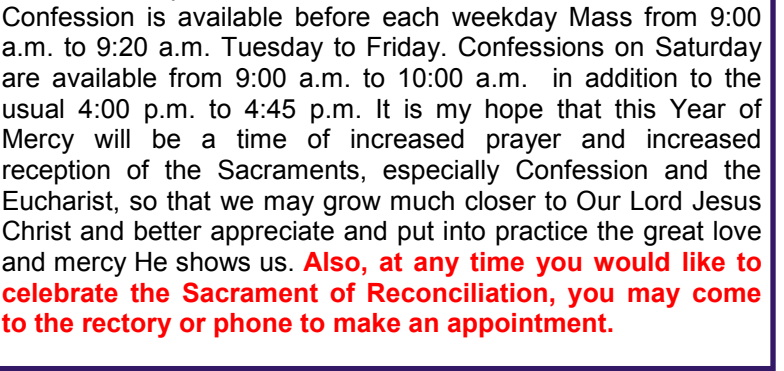 Confession is available before each weekday Mass from 9:00
a.m. to 9:20 a.m. Tuesday to Friday. Confessions on Saturday
are available from 9:00 a.m. to 10:00 a.m. in addition to the
usual 4:00 p.m. to 4:45 p.m. It is my hope that this Year of
Mercy will be a time of increased prayer and increased
reception of the Sacraments, especially Confession and the
Eucharist, so that we may grow much closer to Our Lord Jesus
Christ and better appreciate and put into practice the great love
and mercy He shows us. Also, at any time you would like to
celebrate the Sacrament of Reconciliation, you may come
to the rectory or phone to make an appointment.